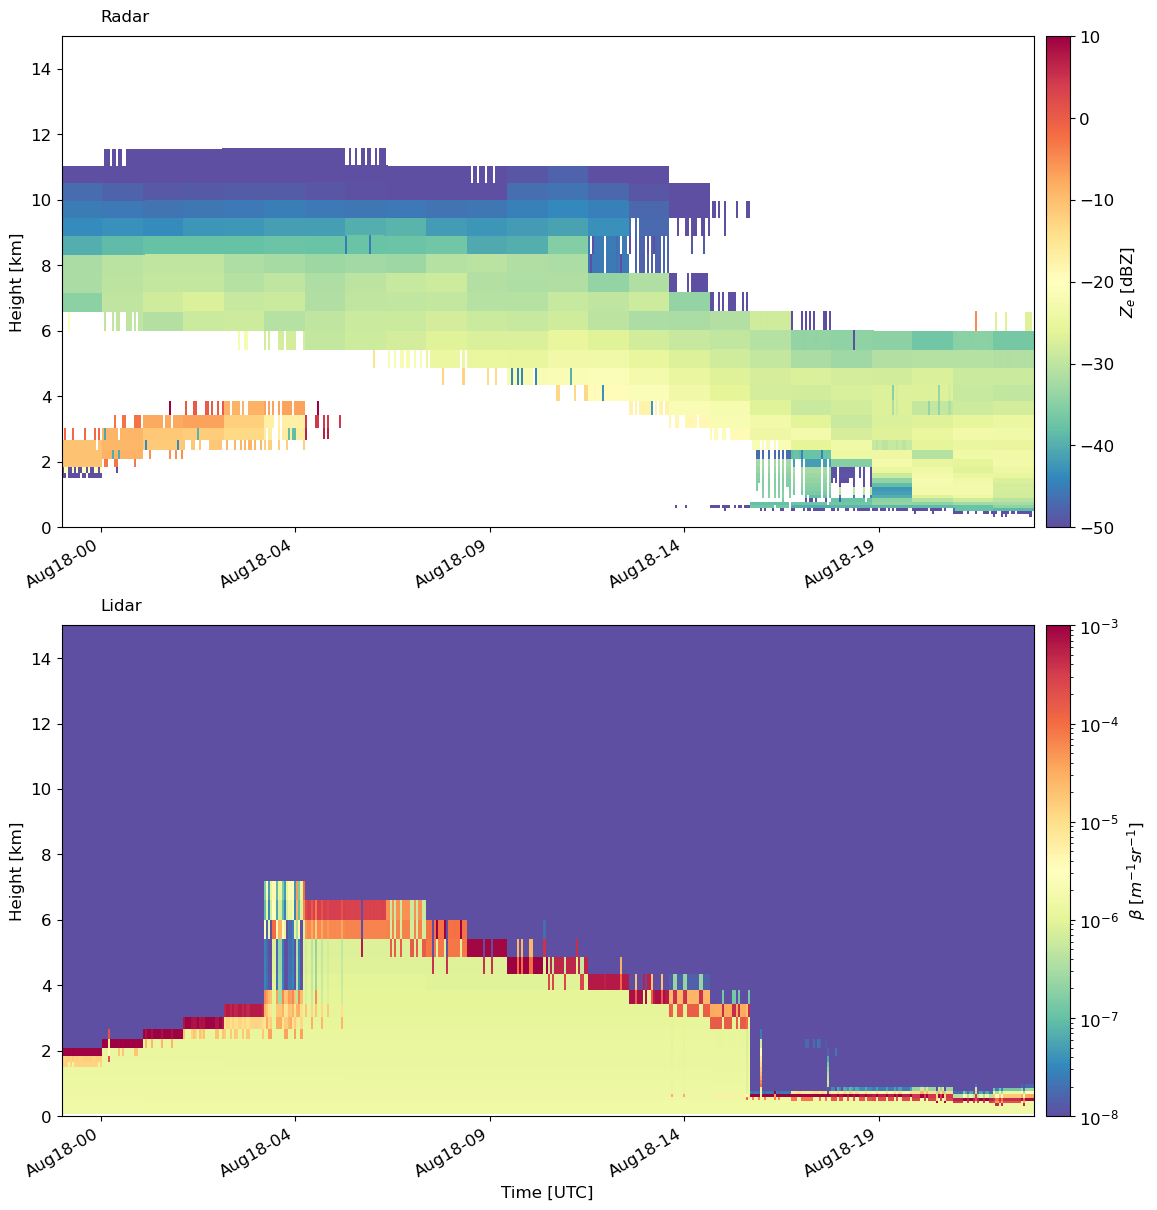 Radar
14
12
10
8
6
4
2
0
Height [km]
Aug18-00
Aug18-04
Aug18-09
Aug18-14
Aug18-19
10
0
−10
−20
−30
−40
−50
Zₑ [dBZ]
Lidar
14
12
10
8
6
4
2
0
Height [km]
Aug18-00
Aug18-04
Aug18-09
Aug18-14
Aug18-19
Time [UTC]
10⁻³
10⁻⁴
10⁻⁵
10⁻⁶
10⁻⁷
10⁻⁸
β [m⁻¹sr⁻¹]